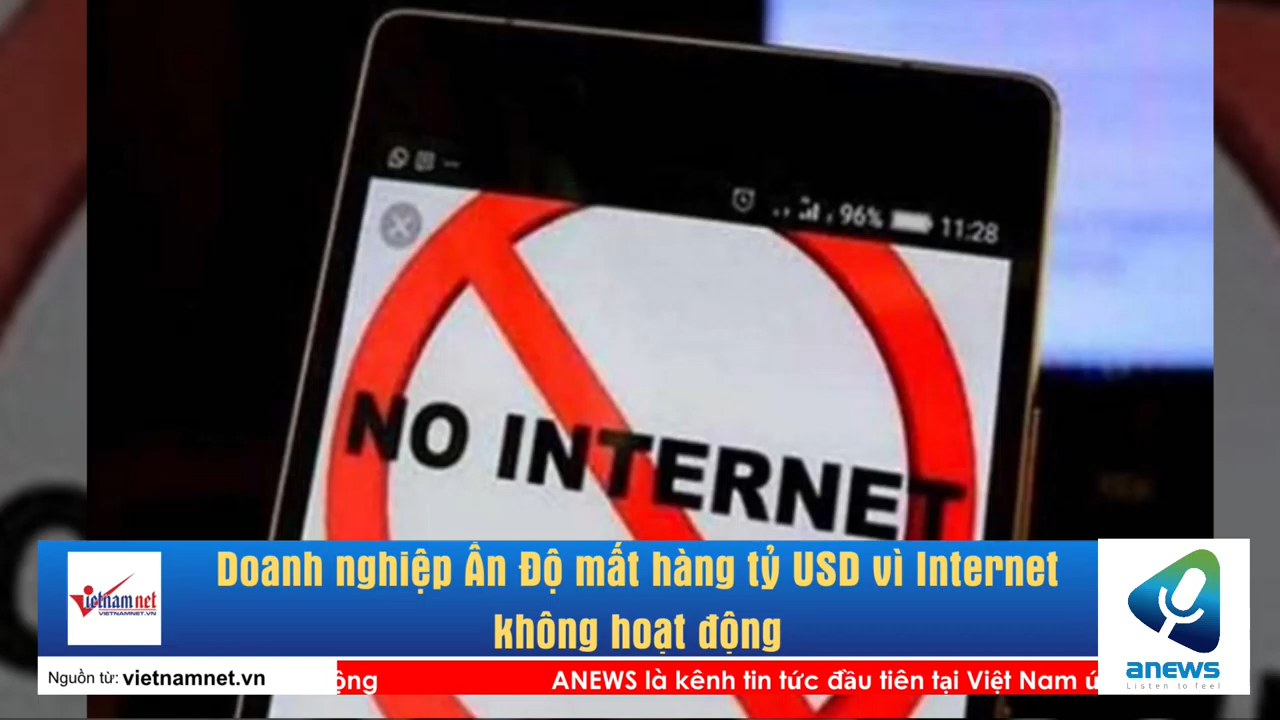 96% 11:28
NO INTERNET
Doanh nghiệp Ấn Độ mất hàng tỷ USD vì Internet
không hoạt động
Vietnamnet
VIETNAMNET.VN
Nguồn từ: vietnamnet.vn
ộng ANEWS là kênh tin tức đầu tiên tại Việt Nam ú
anews
Listen to feel